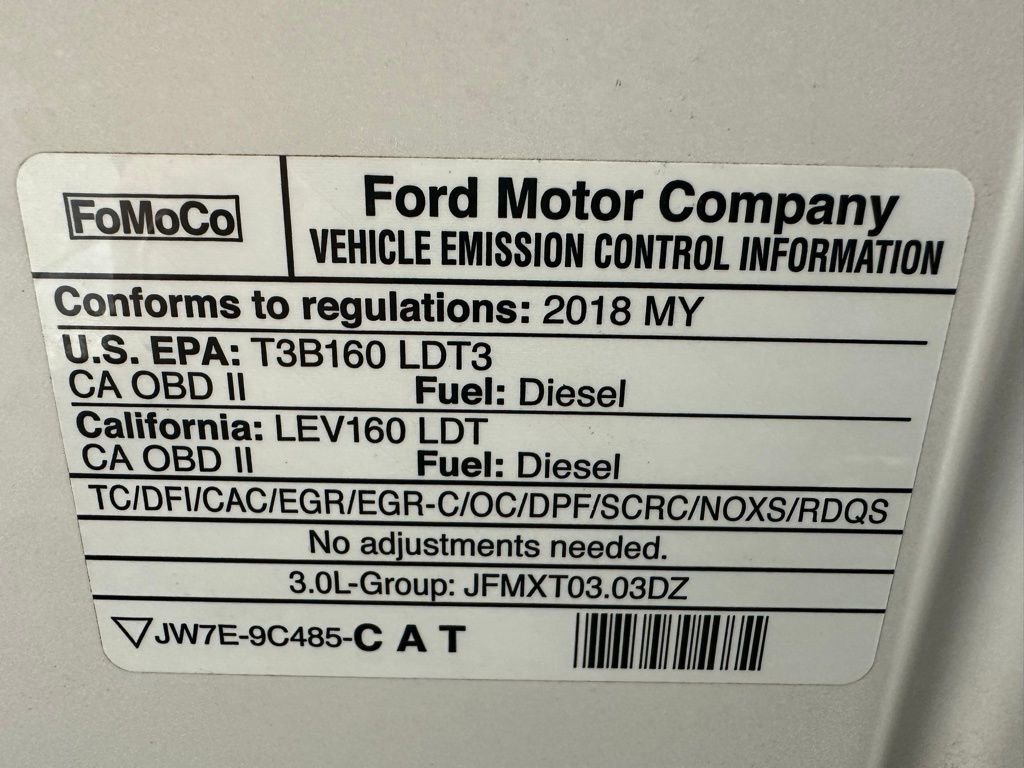 FoMoCo
Ford Motor Company
VEHICLE EMISSION CONTROL INFORMATION
Conforms to regulations: 2018 MY
U.S. EPA: T3B160 LDT3
CA OBD II Fuel: Diesel
California: LEV160 LDT
CA OBD II Fuel: Diesel
TC/DFI/CAC/EGR/EGR-C/OC/DPF/SCRC/NOXS/RDQS
No adjustments needed.
3.0L-Group: JFMXT03.03DZ
JW7E-9C485-C A T